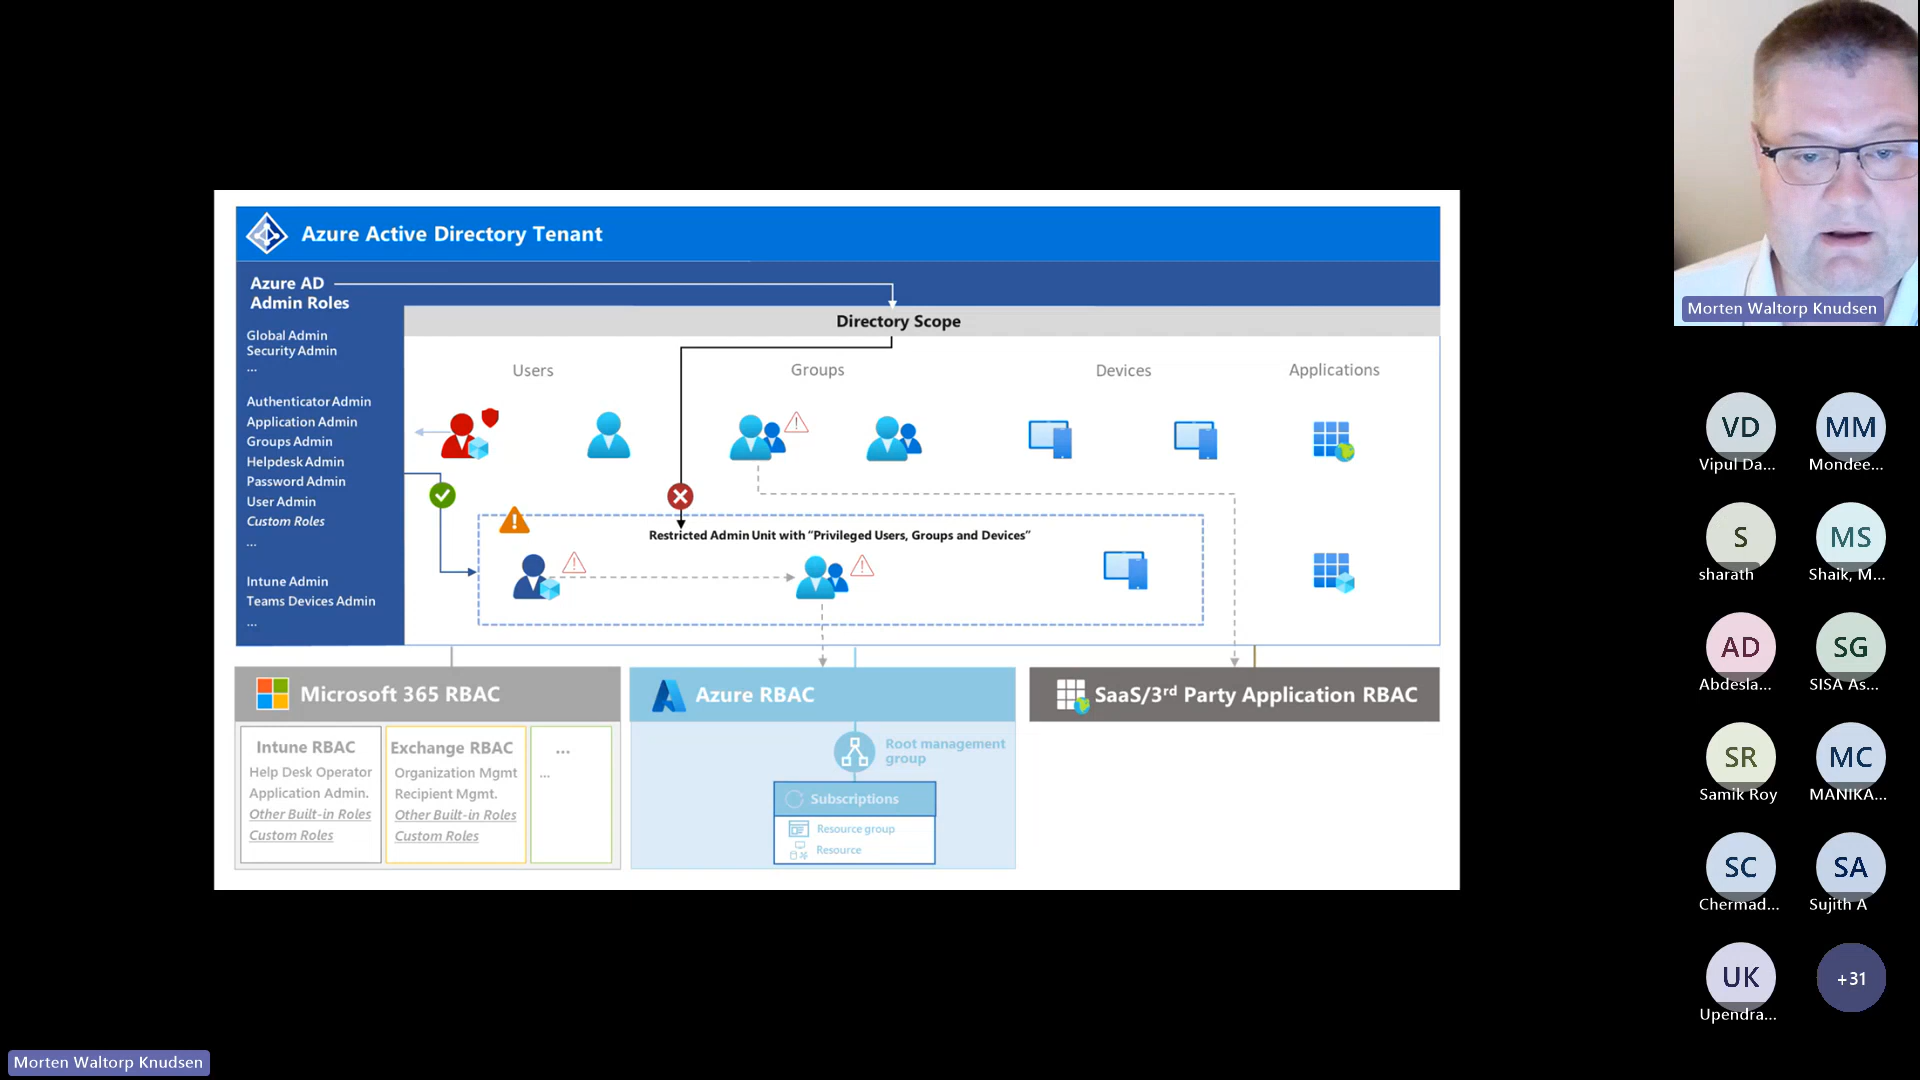 Azure Active Directory Tenant
Azure AD
Admin Roles
Global Admin
Security Admin
...
Authenticator Admin
Application Admin
Groups Admin
Helpdesk Admin
Password Admin
User Admin
Custom Roles
...
Intune Admin
Teams Devices Admin
...
Directory Scope
Users
Groups
Devices
Applications
Restricted Admin Unit with “Privileged Users, Groups and Devices”
Microsoft 365 RBAC
Intune RBAC
Help Desk Operator
Application Admin.
Other Built-in Roles
Custom Roles
Exchange RBAC
Organization Mgmt
Recipient Mgmt.
Other Built-in Roles
Custom Roles
...
...
Azure RBAC
Root management
group
Subscriptions
Resource group
Resource
SaaS/3rd Party Application RBAC
Morten Waltorp Knudsen
VD
Vipul Da...
MM
Mondee...
S
sharath
MS
Shaik, M...
AD
Abdesla...
SG
SISA As...
SR
Samik Roy
MC
MANIKA...
SC
Chermad...
SA
Sujith A
UK
Upendra...
+31
Morten Waltorp Knudsen